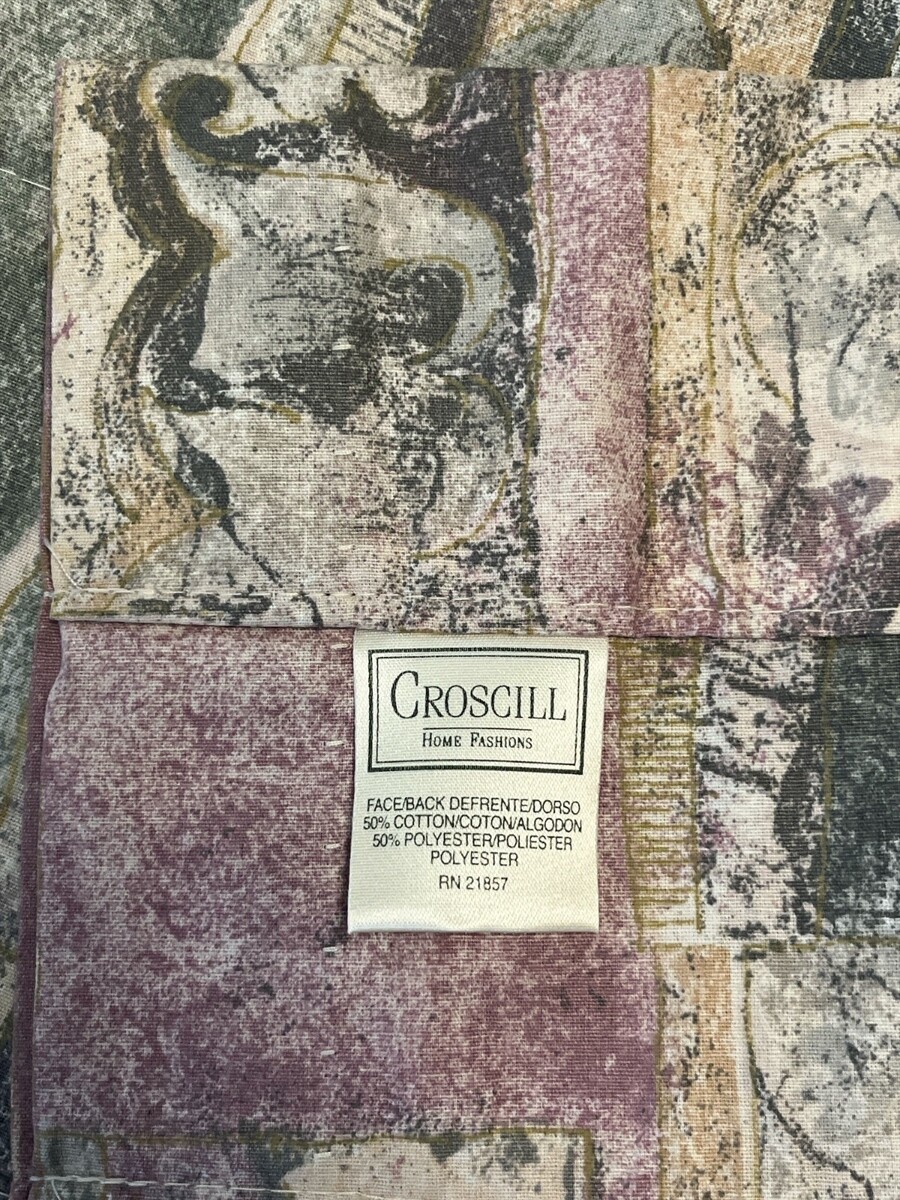 CROSCILL
HOME FASHIONS
FACE/BACK DEFRENTE/DORSO
50% COTTON/COTON/ALGODON
50% POLYESTER/POLIESTER
POLYESTER
RN 21857